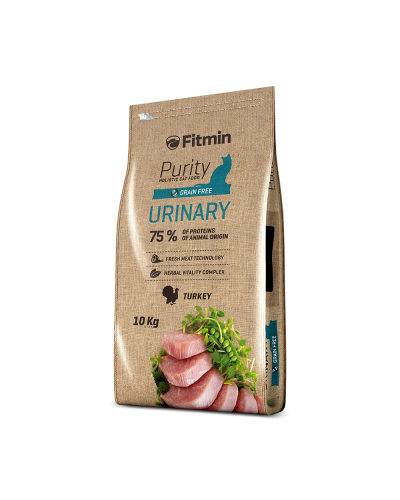 Fitmin
Purity
HOLISTIC CAT FOOD
GRAIN FREE
URINARY
75 % OF PROTEINS
OF ANIMAL ORIGIN
FRESH MEAT TECHNOLOGY
HERBAL VITALITY COMPLEX
TURKEY
10 Kg